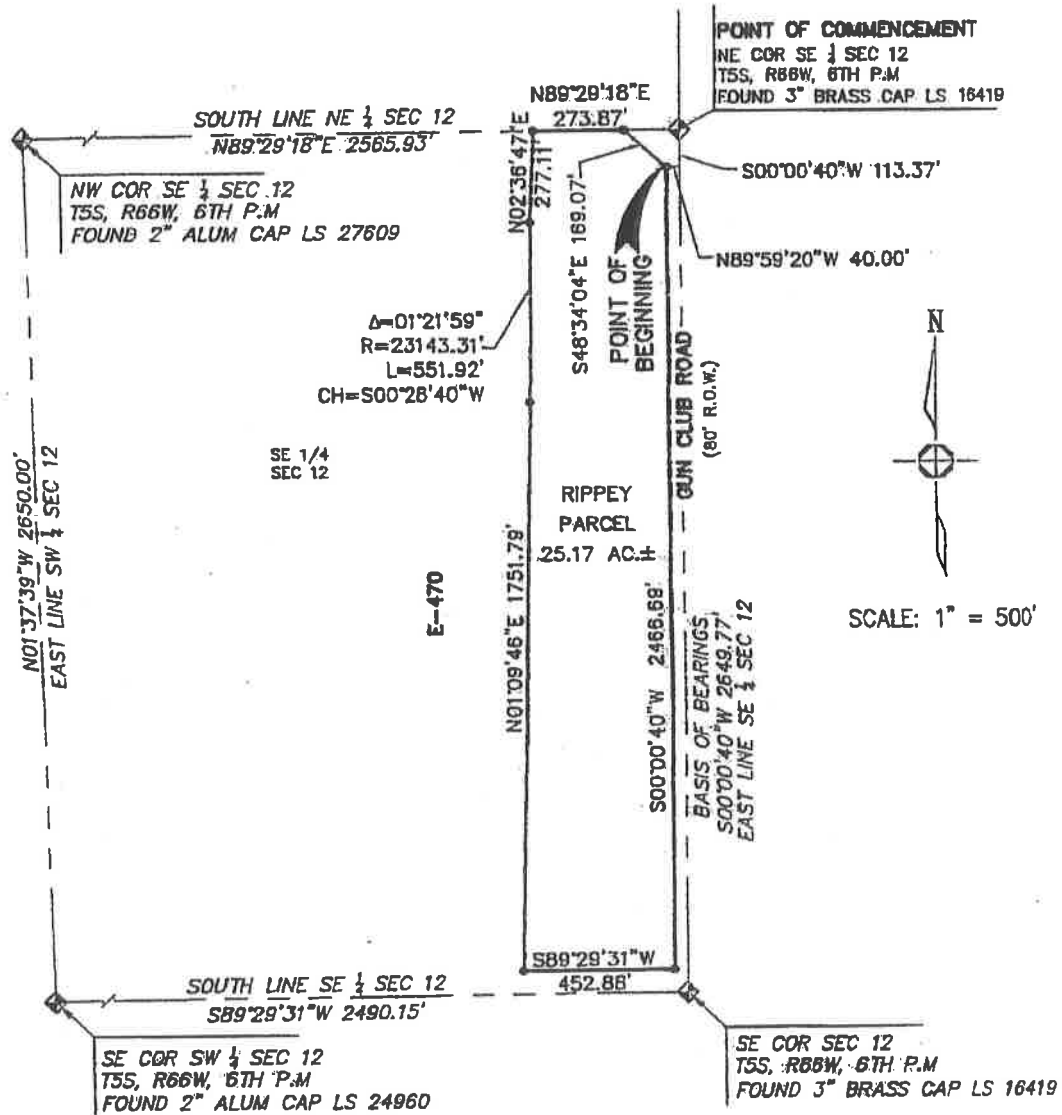 POINT OF COMMENCEMENT
NE COR SE ¼ SEC 12
T5S, R66W, 6TH P.M
FOUND 3" BRASS CAP LS 16419
N89°29'18"E
273.87'
SOUTH LINE NE ¼ SEC 12
N89°29'18"E 2565.93'
NW COR SE ¼ SEC 12
T5S, R66W, 6TH P.M
FOUND 2" ALUM CAP LS 27609
N02°36'47"E
277.11'
S48°34'04"E 169.07'
S00°00'40"W 113.37'
N89°59'20"W 40.00'
POINT OF
BEGINNING
Δ=01°21'59"
R=23143.31'
L=551.92'
CH=S00°28'40"W
GUN CLUB ROAD
(80' R.O.W.)
N
SE 1/4
SEC 12
N01°37'39"W 2650.00'
EAST LINE SW ¼ SEC 12
RIPPEY
PARCEL
25.17 AC.±
E-470
N01°09'46"E 1751.79'
S00°00'40"W 2466.69'
BASIS OF BEARINGS
S00°00'40"W 2649.77'
EAST LINE SE ¼ SEC 12
SCALE: 1" = 500'
S89°29'31"W
452.88'
SOUTH LINE SE ¼ SEC 12
S89°29'31"W 2490.15'
SE COR SW ¼ SEC 12
T5S, R66W, 6TH P.M
FOUND 2" ALUM CAP LS 24960
SE COR SEC 12
T5S, R66W, 6TH P.M
FOUND 3" BRASS CAP LS 16419